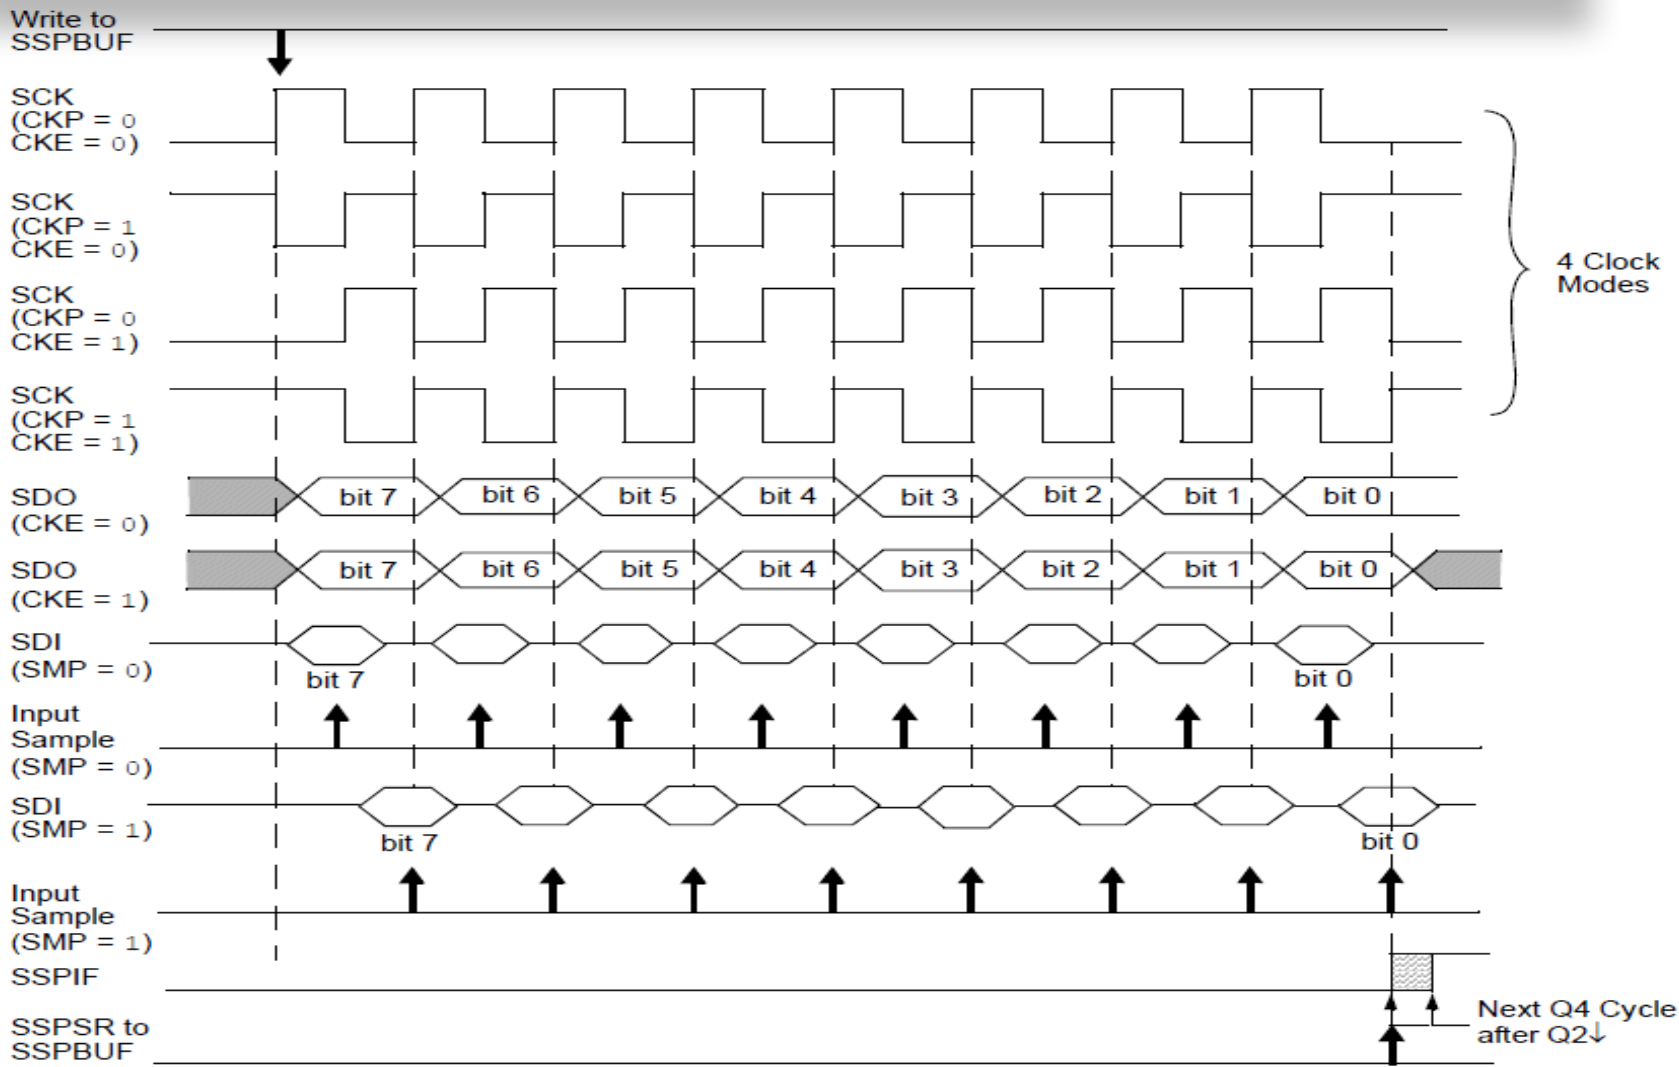 Write to
SSPBUF
SCK
(CKP = 0
CKE = 0)
SCK
(CKP = 1
CKE = 0)
4 Clock
Modes
SCK
(CKP = 0
CKE = 1)
SCK
(CKP = 1
CKE = 1)
SDO
(CKE = 0)
bit 7 bit 6 bit 5 bit 4 bit 3 bit 2 bit 1 bit 0
SDO
(CKE = 1)
bit 7 bit 6 bit 5 bit 4 bit 3 bit 2 bit 1 bit 0
SDI
(SMP = 0)
bit 7 bit 0
Input
Sample
(SMP = 0)
SDI
(SMP = 1)
bit 7 bit 0
Input
Sample
(SMP = 1)
SSPIF
Next Q4 Cycle
after Q2↓
SSPSR to
SSPBUF